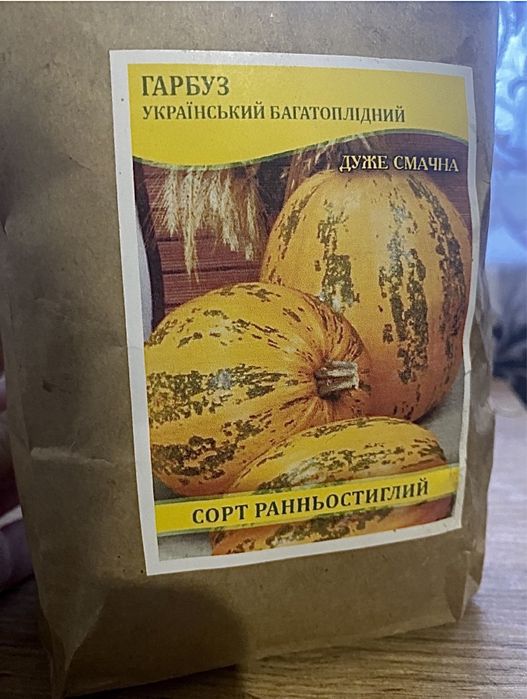 ГАРБУЗ
УКРАЇНСЬКИЙ БАГАТОПЛІДНИЙ
ДУЖЕ СМАЧНА
СОРТ РАННЬОСТИГЛИЙ